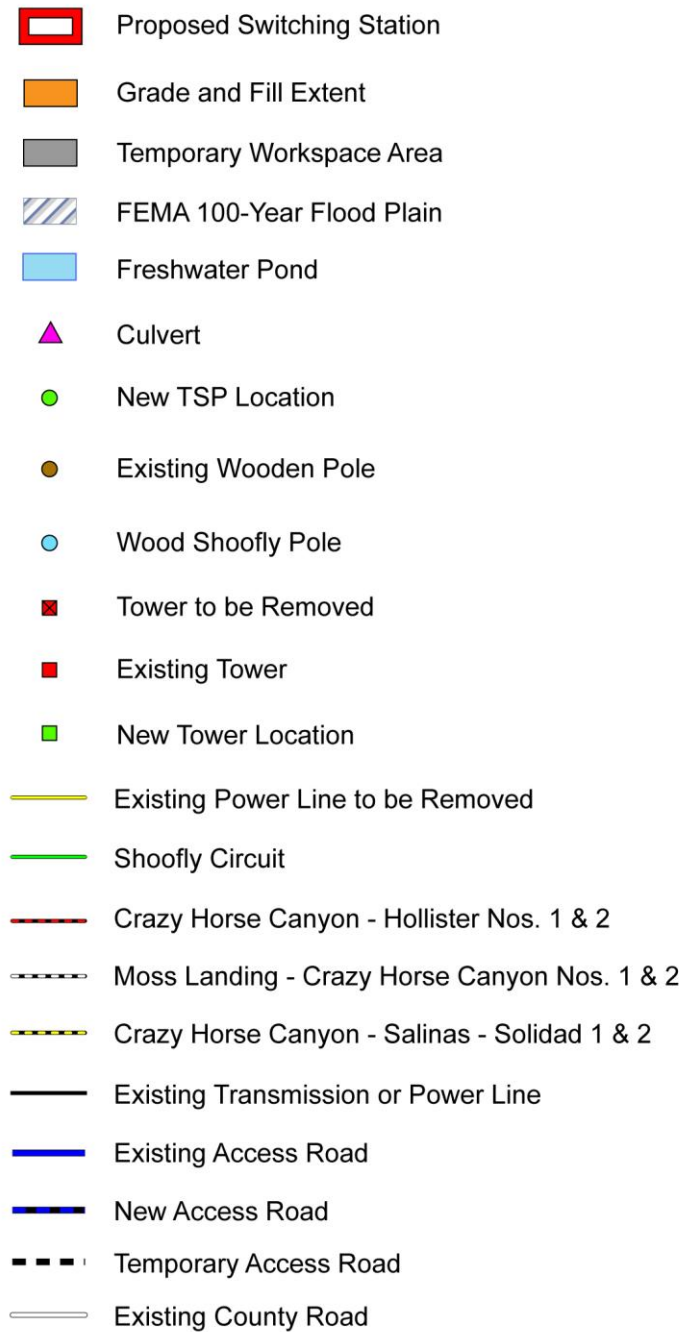 Proposed Switching Station
Grade and Fill Extent
Temporary Workspace Area
FEMA 100-Year Flood Plain
Freshwater Pond
Culvert
New TSP Location
Existing Wooden Pole
Wood Shoofly Pole
Tower to be Removed
Existing Tower
New Tower Location
Existing Power Line to be Removed
Shoofly Circuit
Crazy Horse Canyon - Hollister Nos. 1 & 2
Moss Landing - Crazy Horse Canyon Nos. 1 & 2
Crazy Horse Canyon - Salinas - Solidad 1 & 2
Existing Transmission or Power Line
Existing Access Road
New Access Road
Temporary Access Road
Existing County Road